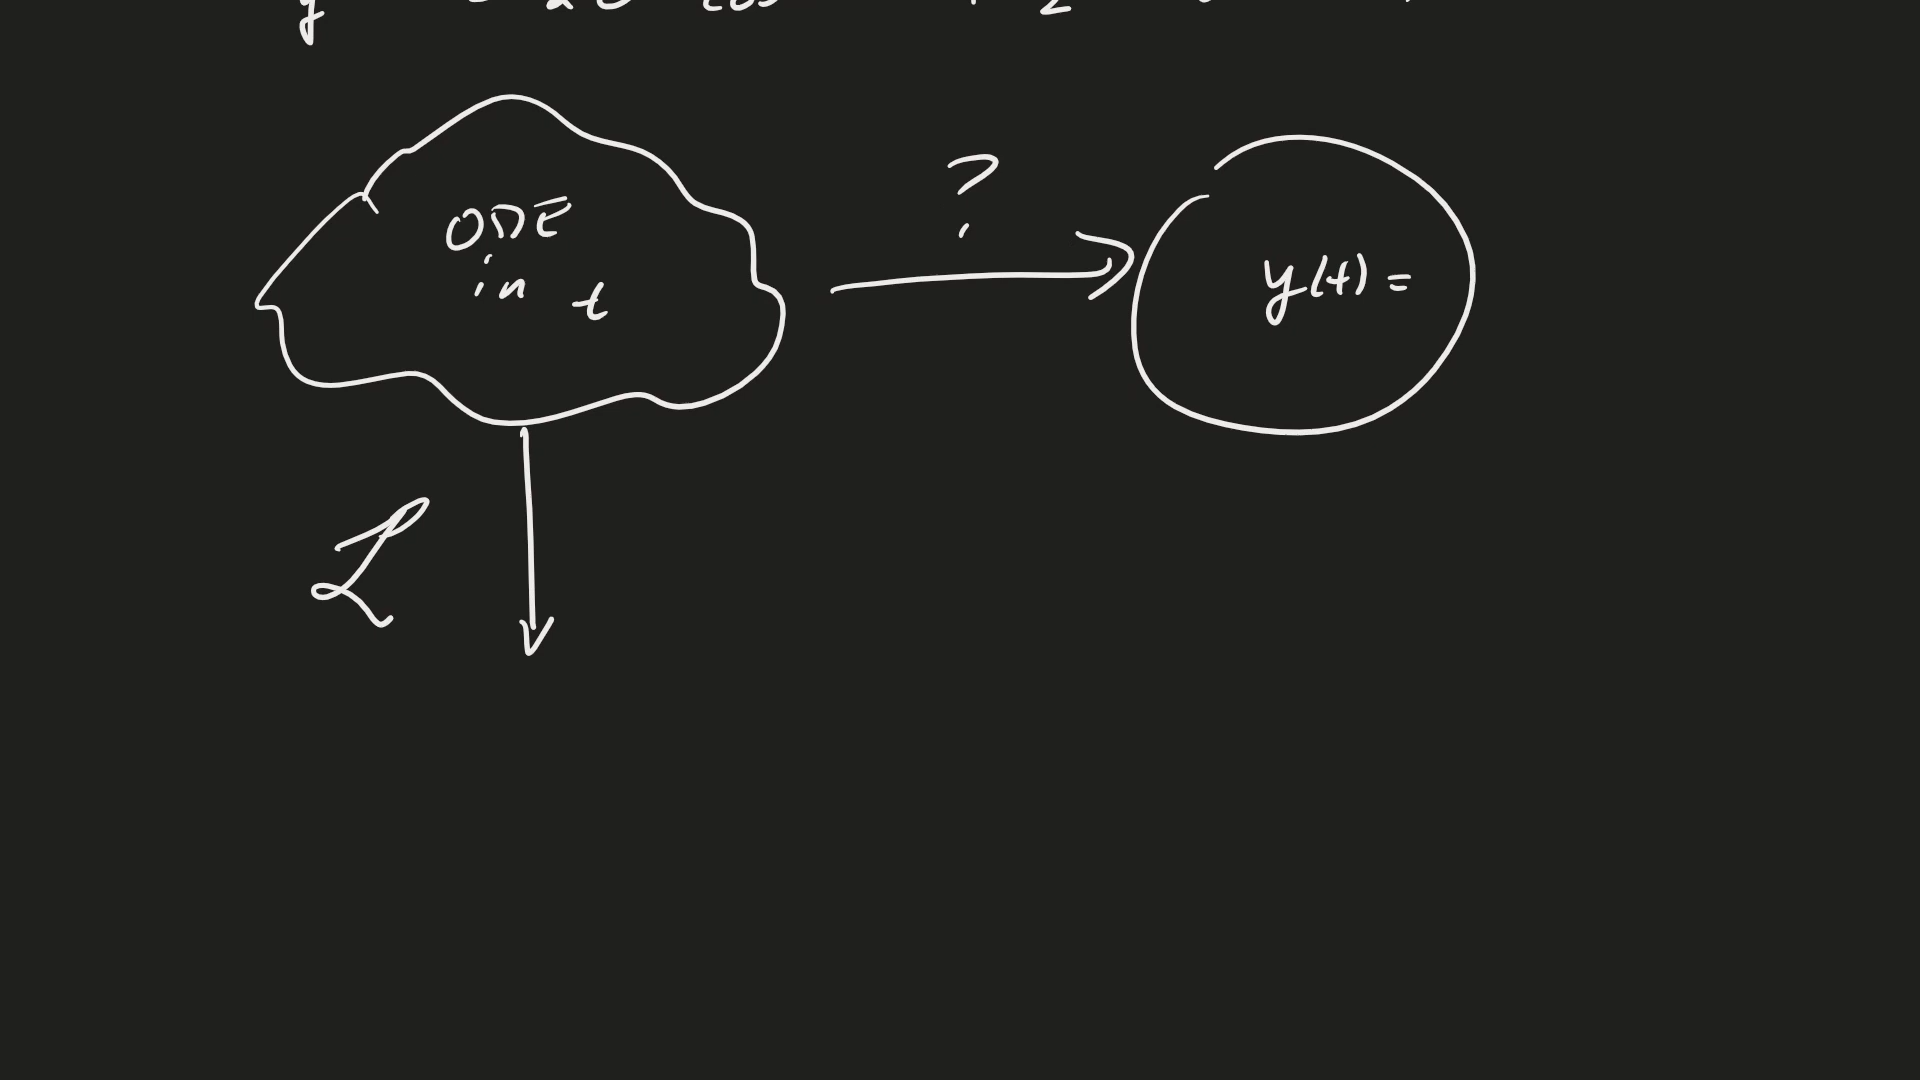 ODE
in t
?
y(t) =
ℒ